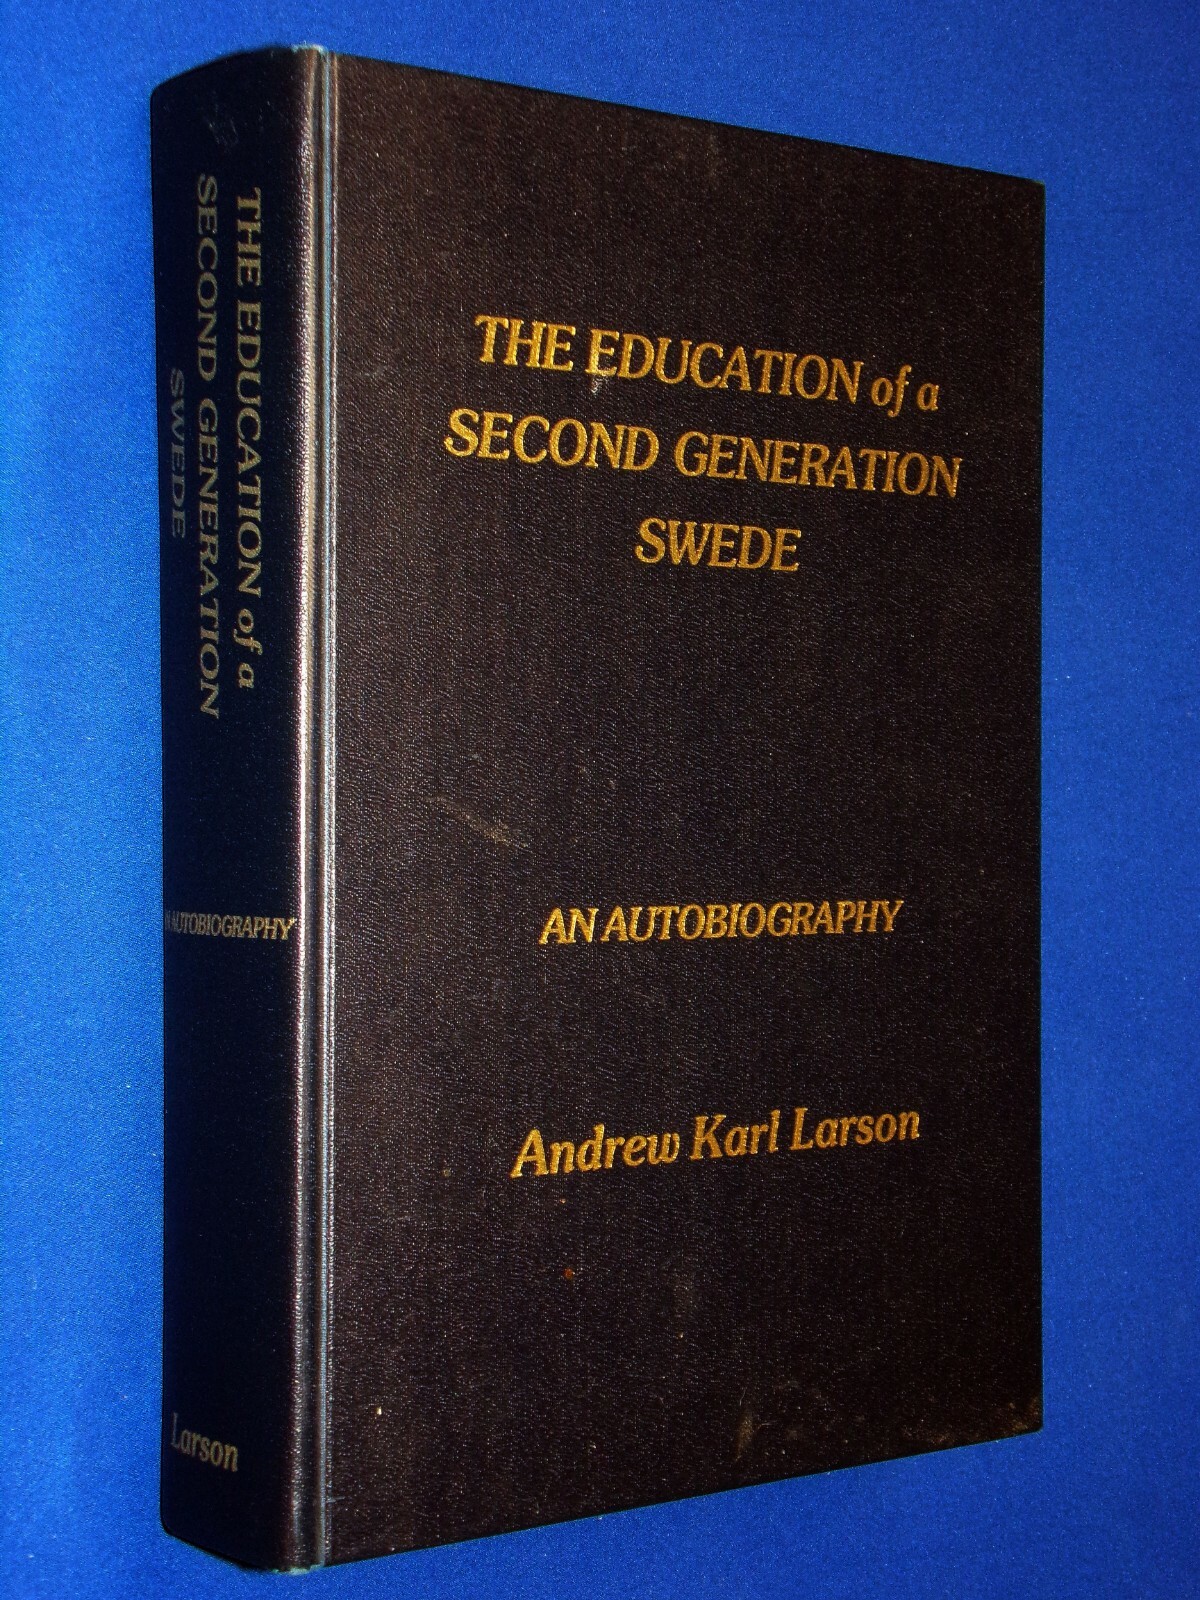 THE EDUCATION of a
SECOND GENERATION
SWEDE
AUTOBIOGRAPHY
Larson
THE EDUCATION of a
SECOND GENERATION
SWEDE
AN AUTOBIOGRAPHY
Andrew Karl Larson